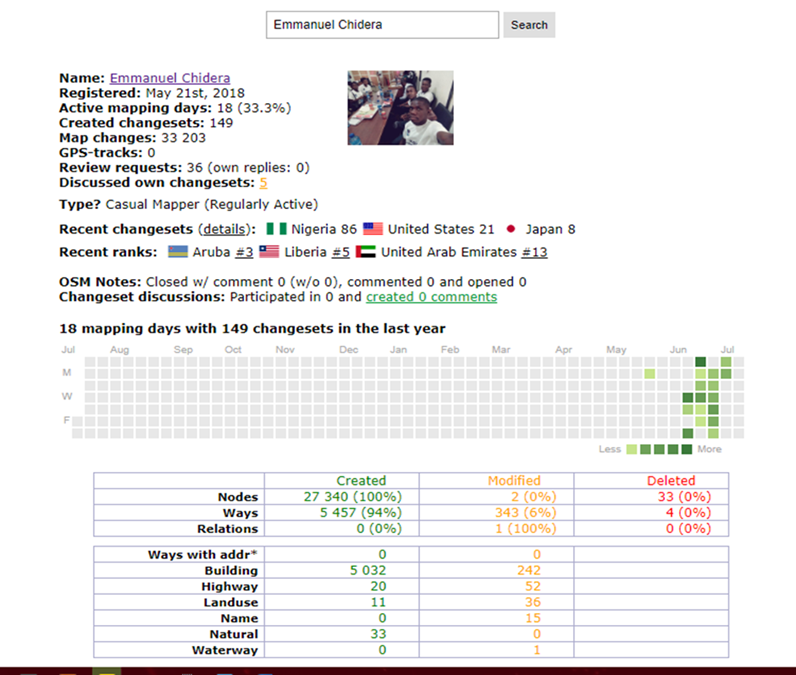 Emmanuel Chidera Search
Name: Emmanuel Chidera
Registered: May 21st, 2018
Active mapping days: 18 (33.3%)
Created changesets: 149
Map changes: 33 203
GPS-tracks: 0
Review requests: 36 (own replies: 0)
Discussed own changesets: 5
Type? Casual Mapper (Regularly Active)
Recent changesets (details): Nigeria 86 United States 21 Japan 8
Recent ranks: Aruba #3 Liberia #5 United Arab Emirates #13
OSM Notes: Closed w/ comment 0 (w/o 0), commented 0 and opened 0
Changeset discussions: Participated in 0 and created 0 comments
18 mapping days with 149 changesets in the last year
Jul Aug Sep Oct Nov Dec Jan Feb Mar Apr May Jun Jul
M
W
F
Less More
Created Modified Deleted
Nodes 27 340 (100%) 2 (0%) 33 (0%)
Ways 5 457 (94%) 343 (6%) 4 (0%)
Relations 0 (0%) 1 (100%) 0 (0%)
Ways with addr* 0 0
Building 5 032 242
Highway 20 52
Landuse 11 36
Name 0 15
Natural 33 0
Waterway 0 1